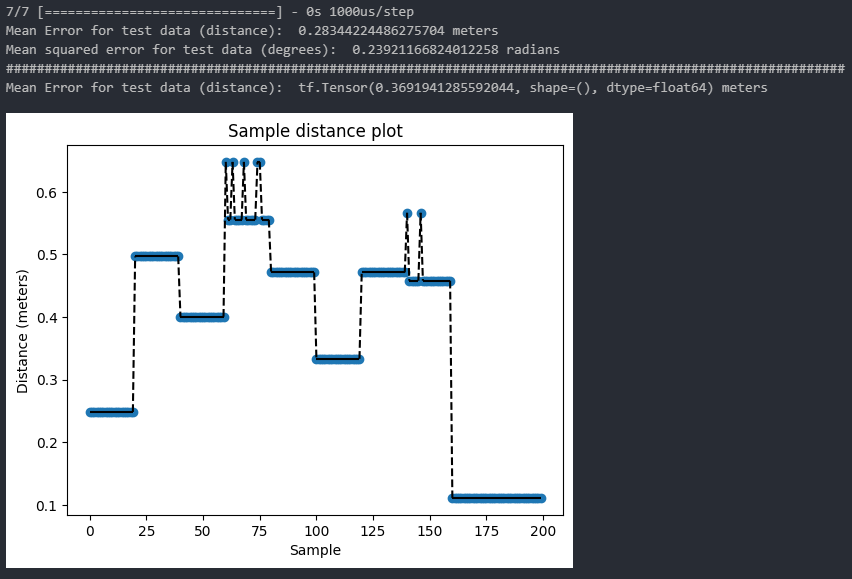 7/7 [==============================] - 0s 1000us/step
Mean Error for test data (distance):  0.28344224486275704 meters
Mean squared error for test data (degrees):  0.23921166824012258 radians
##############################################################################################################
Mean Error for test data (distance):  tf.Tensor(0.3691941285592044, shape=(), dtype=float64) meters
Sample distance plot
Distance (meters)
0.6
0.5
0.4
0.3
0.2
0.1
0 25 50 75 100 125 150 175 200
Sample